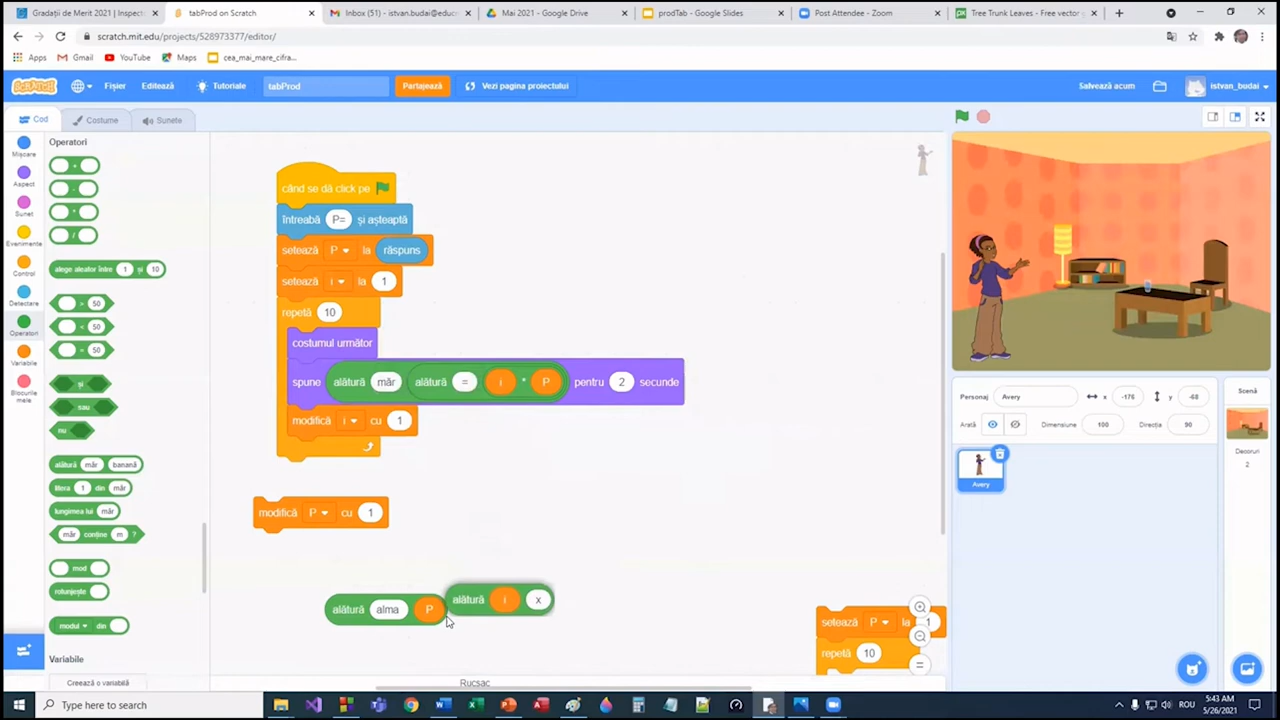 Gradații de Merit 2021 | Inspect
tabProd on Scratch
Inbox (51) - istvan.budai@educ
Mai 2021 - Google Drive
prodTab - Google Slides
Post Attendee - Zoom
Tree Trunk Leaves - Free vector
scratch.mit.edu/projects/528973377/editor/
Apps Gmail YouTube Maps cea_mai_mare_cifra...
SCRATCH Fișier Editează Tutoriale tabProd Partajează Vezi pagina proiectului Salvează acum istvan_budai
Cod Costume Sunete
Mișcare
Aspect
Sunet
Evenimente
Control
Detectare
Operatori
Variabile
Blocurile mele
Operatori
+
-
*
/
alege aleator între 1 și 10
> 50
< 50
= 50
și
sau
nu
alătură măr banană
litera 1 din măr
lungimea lui măr
măr conține m ?
mod
rotunjește
modul din
Variabile
Creează o variabilă
când se dă click pe
întreabă P= și așteaptă
setează P la răspuns
setează i la 1
repetă 10
costumul următor
spune alătură măr alătură = i * P pentru 2 secunde
modifică i cu 1
modifică P cu 1
alătură alma P
alătură i x
setează P la 1
repetă 10
Rucsac
Personaj Avery x -176 y -68
Arată Dimensiune 100 Direcția 90
Avery
Scenă
Decoruri
2
Type here to search
ROU
5:43 AM
5/26/2021